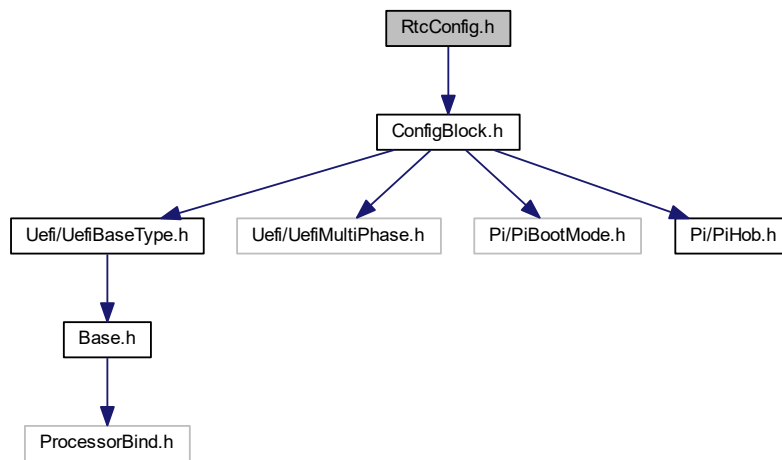 RtcConfig.h
ConfigBlock.h
Uefi/UefiBaseType.h
Uefi/UefiMultiPhase.h
Pi/PiBootMode.h
Pi/PiHob.h
Base.h
ProcessorBind.h